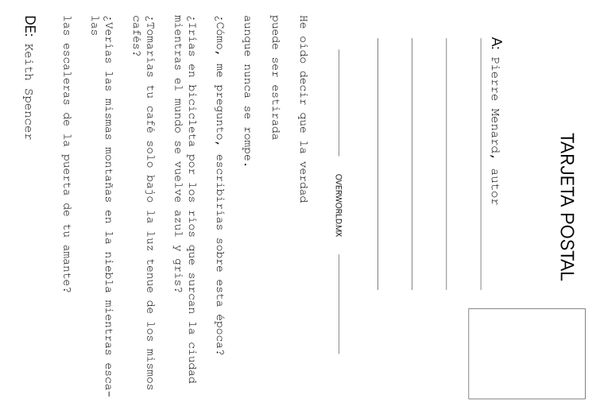 TARJETA POSTAL
A: Pierre Menard, autor
OVERWORLD.MX
He oido decir que la verdad
puede ser estirada
aunque nunca se rompe.
¿Cómo, me pregunto, escribirías sobre esta época?
¿Irías en bicicleta por los ríos que surcan la ciudad
mientras el mundo se vuelve azul y gris?
¿Tomarías tu café solo bajo la luz tenue de los mismos
cafés?
¿Verías las mismas montañas en la niebla mientras esca-
las
las escaleras de la puerta de tu amante?
DE: Keith Spencer